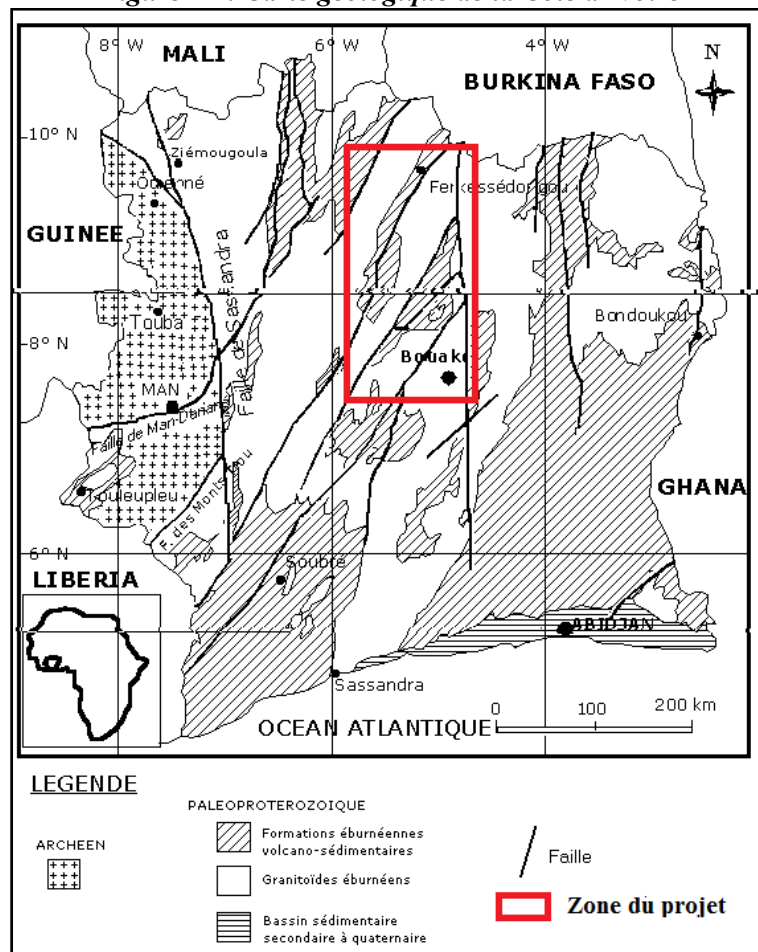 8° W
6° W
4° W
MALI
N
BURKINA FASO
10° N
Ziémougoula
Odienné
Ferkessédougou
GUINEE
Faille de Sassandra
Touba
Bondoukou
8° N
Bouaké
MAN
Faille de Man-Danané
GHANA
Touleupleu
F. des Monts
6° N
Soubré
LIBERIA
ABIDJAN
Sassandra
0 100 200 km
OCEAN ATLANTIQUE
LEGENDE
PALEOPROTEROZOIQUE
ARCHEEN
Formations éburnéennes
volcano-sédimentaires
Granitoïdes éburnéens
Bassin sédimentaire
secondaire à quaternaire
Faille
Zone du projet